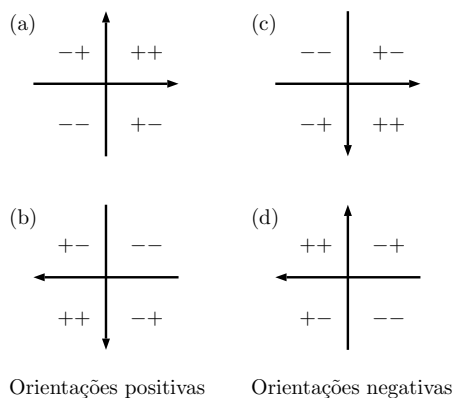 (a)
−+ ++
−− +−
(c)
−− +−
−+ ++
(b)
+− −−
++ −+
(d)
++ −+
+− −−
Orientações positivas
Orientações negativas